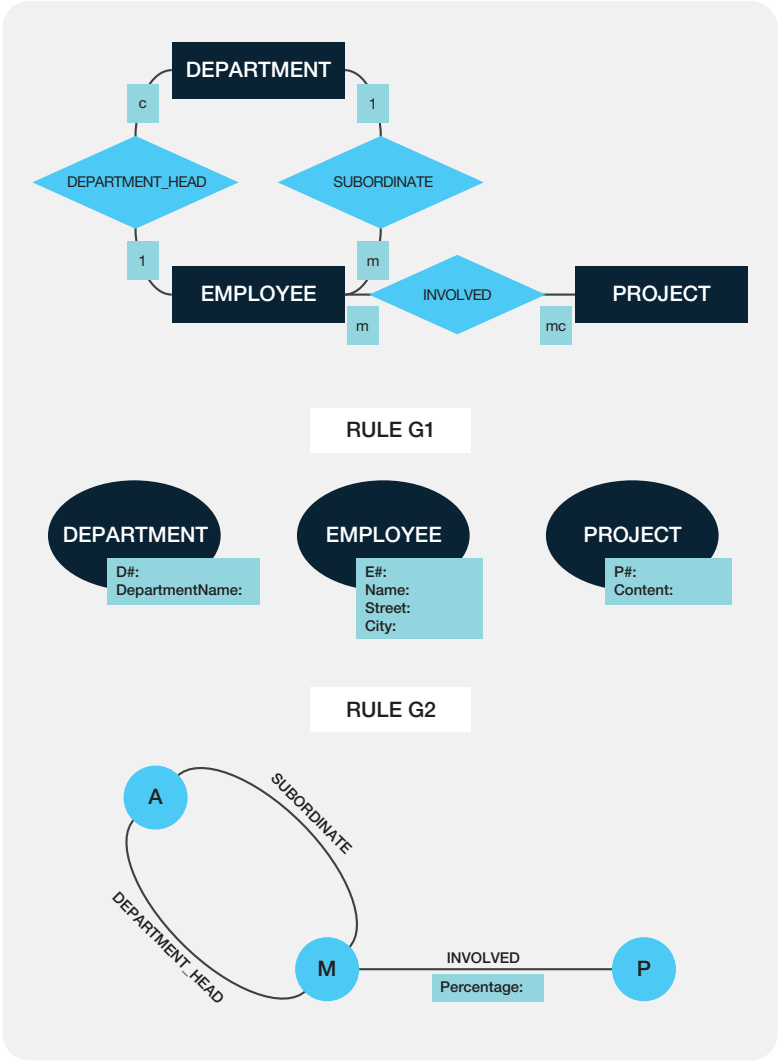 DEPARTMENT
c
1
DEPARTMENT_HEAD
SUBORDINATE
1
m
EMPLOYEE
INVOLVED
PROJECT
m
mc
RULE G1
DEPARTMENT
D#:
DepartmentName:
EMPLOYEE
E#:
Name:
Street:
City:
PROJECT
P#:
Content:
RULE G2
A
SUBORDINATE
DEPARTMENT_HEAD
M
INVOLVED
Percentage:
P